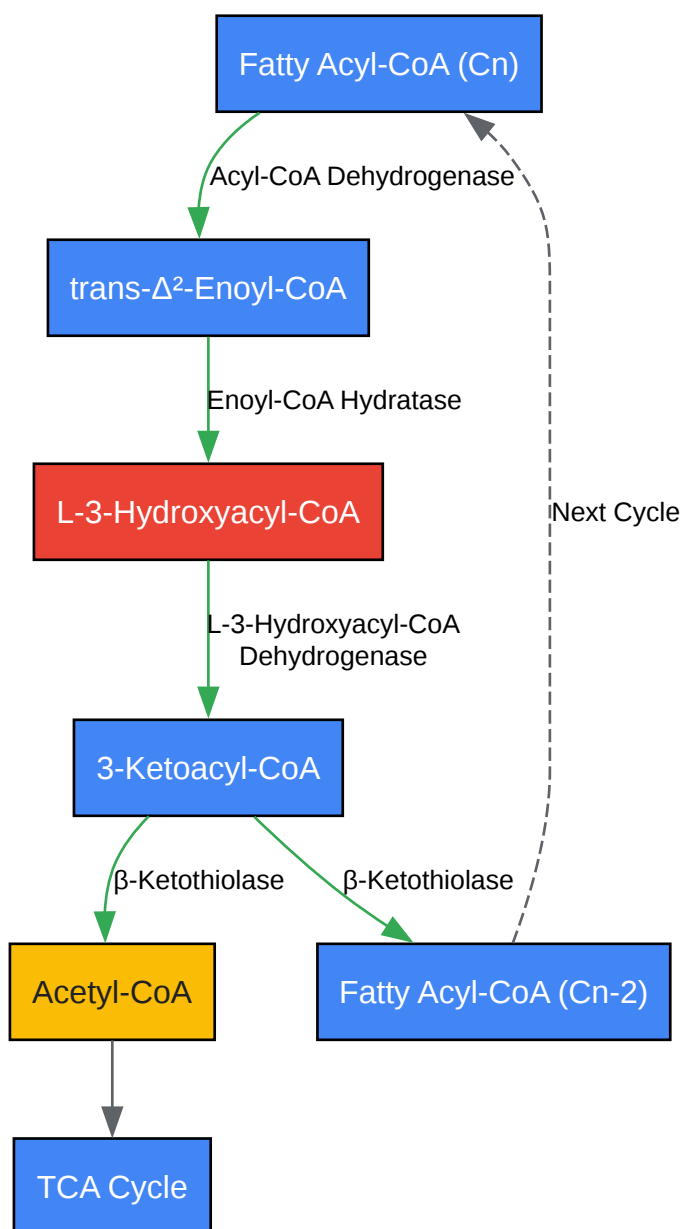 Fatty Acyl-CoA (Cn)
Acyl-CoA Dehydrogenase
trans-Δ²-Enoyl-CoA
Enoyl-CoA Hydratase
L-3-Hydroxyacyl-CoA
Next Cycle
L-3-Hydroxyacyl-CoA
Dehydrogenase
3-Ketoacyl-CoA
β-Ketothiolase
β-Ketothiolase
Acetyl-CoA
Fatty Acyl-CoA (Cn-2)
TCA Cycle